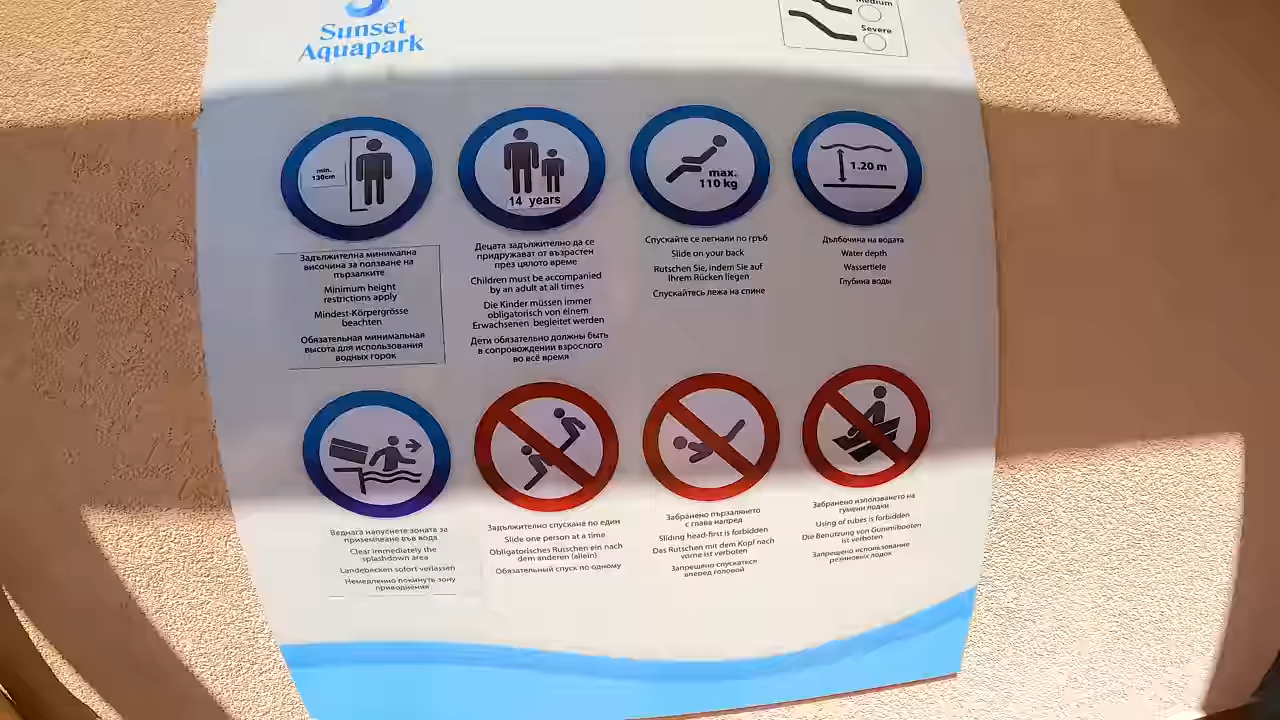 Sunset
Aquapark
Medium
Severe
min.
130cm
14 years
max.
110 kg
1.20 m
Задължителна минимална
височина за ползване на
пързалките
Minimum height
restrictions apply
Mindest-Körpergrösse
beachten
Обязательная минимальная
высота для использования
водных горок
Децата задължително да се
придружават от възрастен
през цялото време
Children must be accompanied
by an adult at all times
Die Kinder müssen immer
obligatorisch von einem
Erwachsenen begleitet werden
Дети обязательно должны быть
в сопровождении взрослого
во всё время
Спускайте се легнали по гръб
Slide on your back
Rutschen Sie, indem Sie auf
Ihrem Rücken liegen
Спускайтесь лежа на спине
Дълбочина на водата
Water depth
Wassertiefe
Глубина воды
Веднага напуснете зоната за
приземяване във вода
Clear immediately the
splashdown area
Landebecken sofort verlassen
Немедленно покинуть зону
приводнения
Задължително спускане по един
Slide one person at a time
Obligatorisches Rutschen ein nach
dem anderen (allein)
Обязательный спуск по одному
Забранено пързалянето
с глава напред
Sliding head-first is forbidden
Das Rutschen mit dem Kopf nach
vorne ist verboten
Запрещено спускаться
вперед головой
Забранено използването на
гумени лодки
Using of tubes is forbidden
Die Benutzung von Gummibooten
ist verboten
Запрещено использование
резиновых лодок